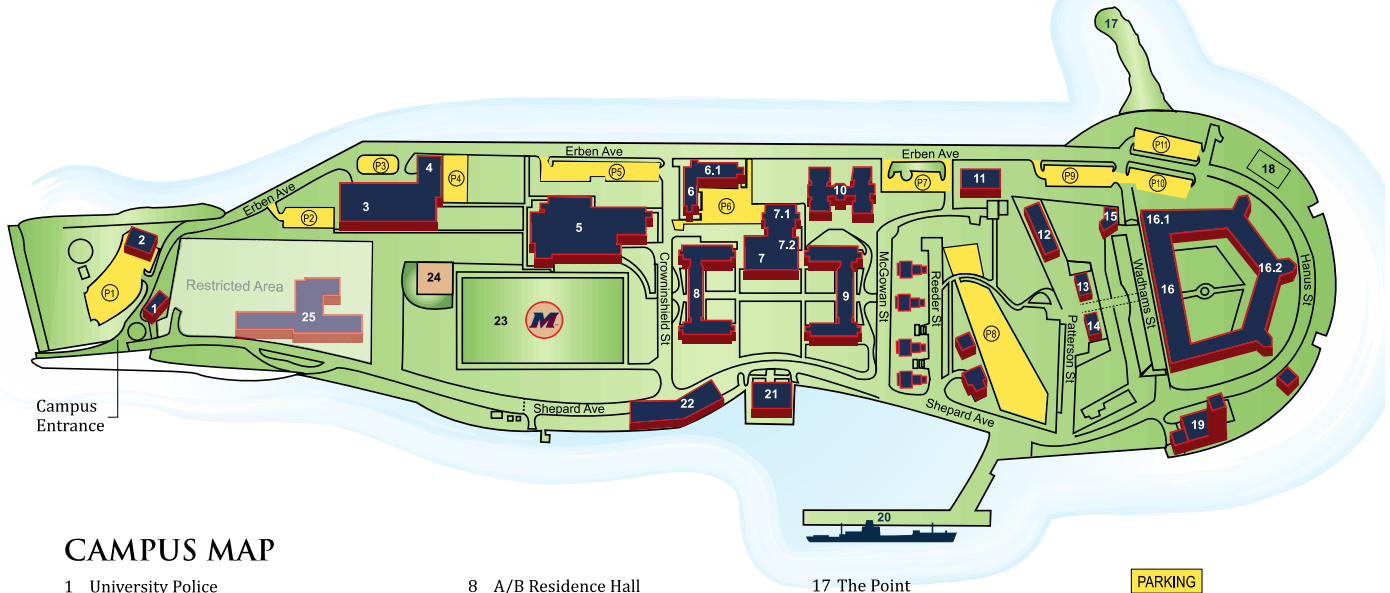 17
Erben Ave
Erben Ave
P11
P3
4
P4
P5
6.1
P7
11
P9
P10
18
Erben Ave
P2
3
6
P6
10
7.1
15
16.1
2
5
7.2
12
7
16.2
24
Restricted Area
P1
1
25
23
M
Crowninshield St
8
9
McGowan St
Reeder St
P8
13
14
Patterson St
Wadhams St
16
Hanus St
Campus
Entrance
Shepard Ave
22
21
Shepard Ave
19
20
CAMPUS MAP
1 University Police
8 A/B Residence Hall
17 The Point
PARKING